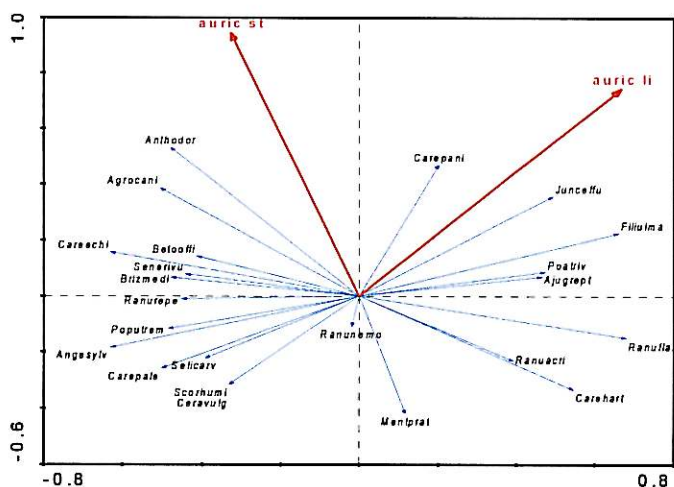 1.0
auric st
auric li
Anthodor
Carepani
Agrocani
Junceffu
Filiulma
Careechi
Betooffi
Senerivu
Poatriv
Brizmedi
Ajugrept
Ranurepe
Poputrem
Ranunemo
Angesylv
Ranuflam
Selicarv
Ranuacri
Carepale
Scorhumi
Carehart
Ceravulg
Mentprat
-0.6
-0.8
0.8